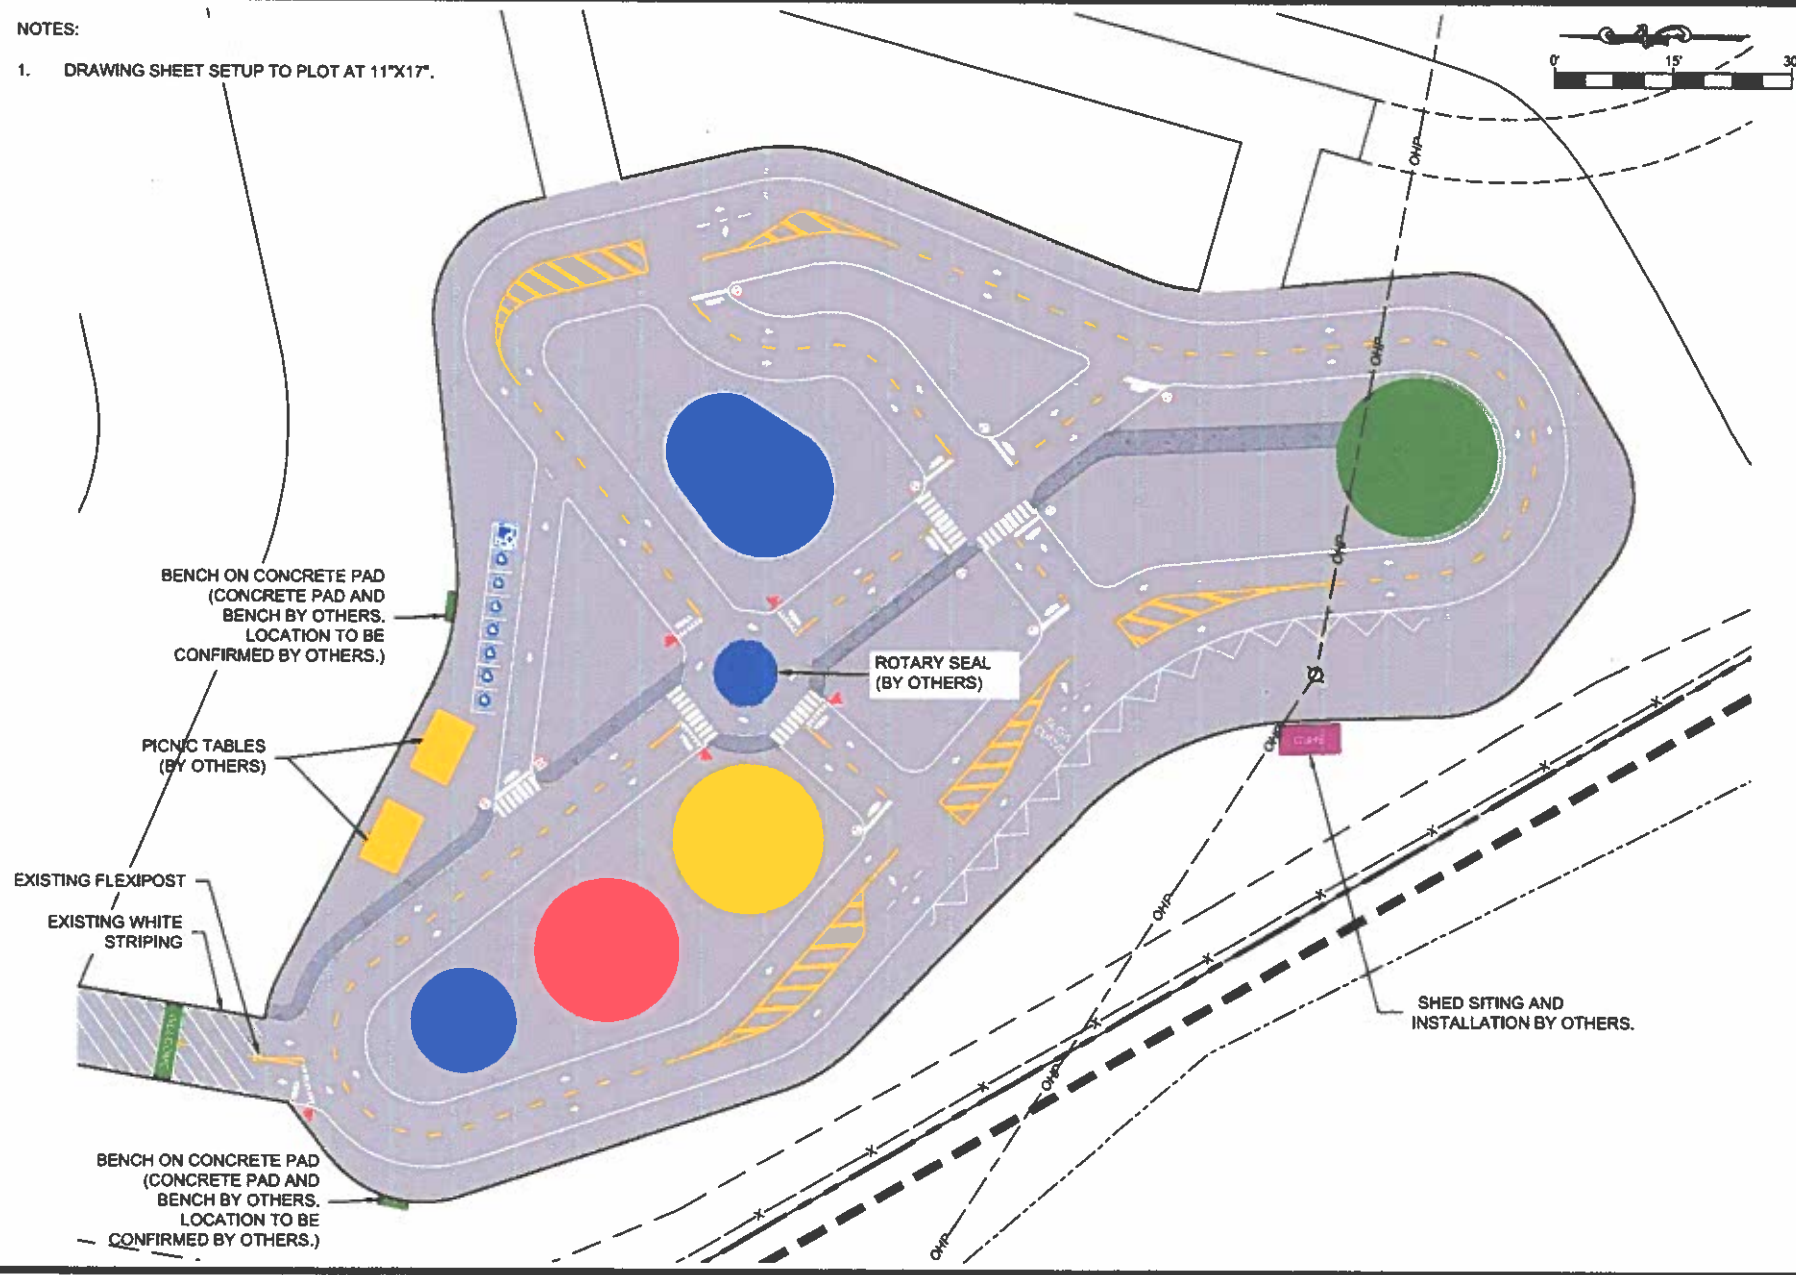 NOTES:
1. DRAWING SHEET SETUP TO PLOT AT 11"X17".
0' 15' 30
OHP
OHP
OHP
OHP
OHP
OHP
OHP
BENCH ON CONCRETE PAD
(CONCRETE PAD AND
BENCH BY OTHERS.
LOCATION TO BE
CONFIRMED BY OTHERS.)
ROTARY SEAL
(BY OTHERS)
PICNIC TABLES
(BY OTHERS)
EXISTING FLEXIPOST
EXISTING WHITE
STRIPING
SHED SITING AND
INSTALLATION BY OTHERS.
BENCH ON CONCRETE PAD
(CONCRETE PAD AND
BENCH BY OTHERS.
LOCATION TO BE
CONFIRMED BY OTHERS.)